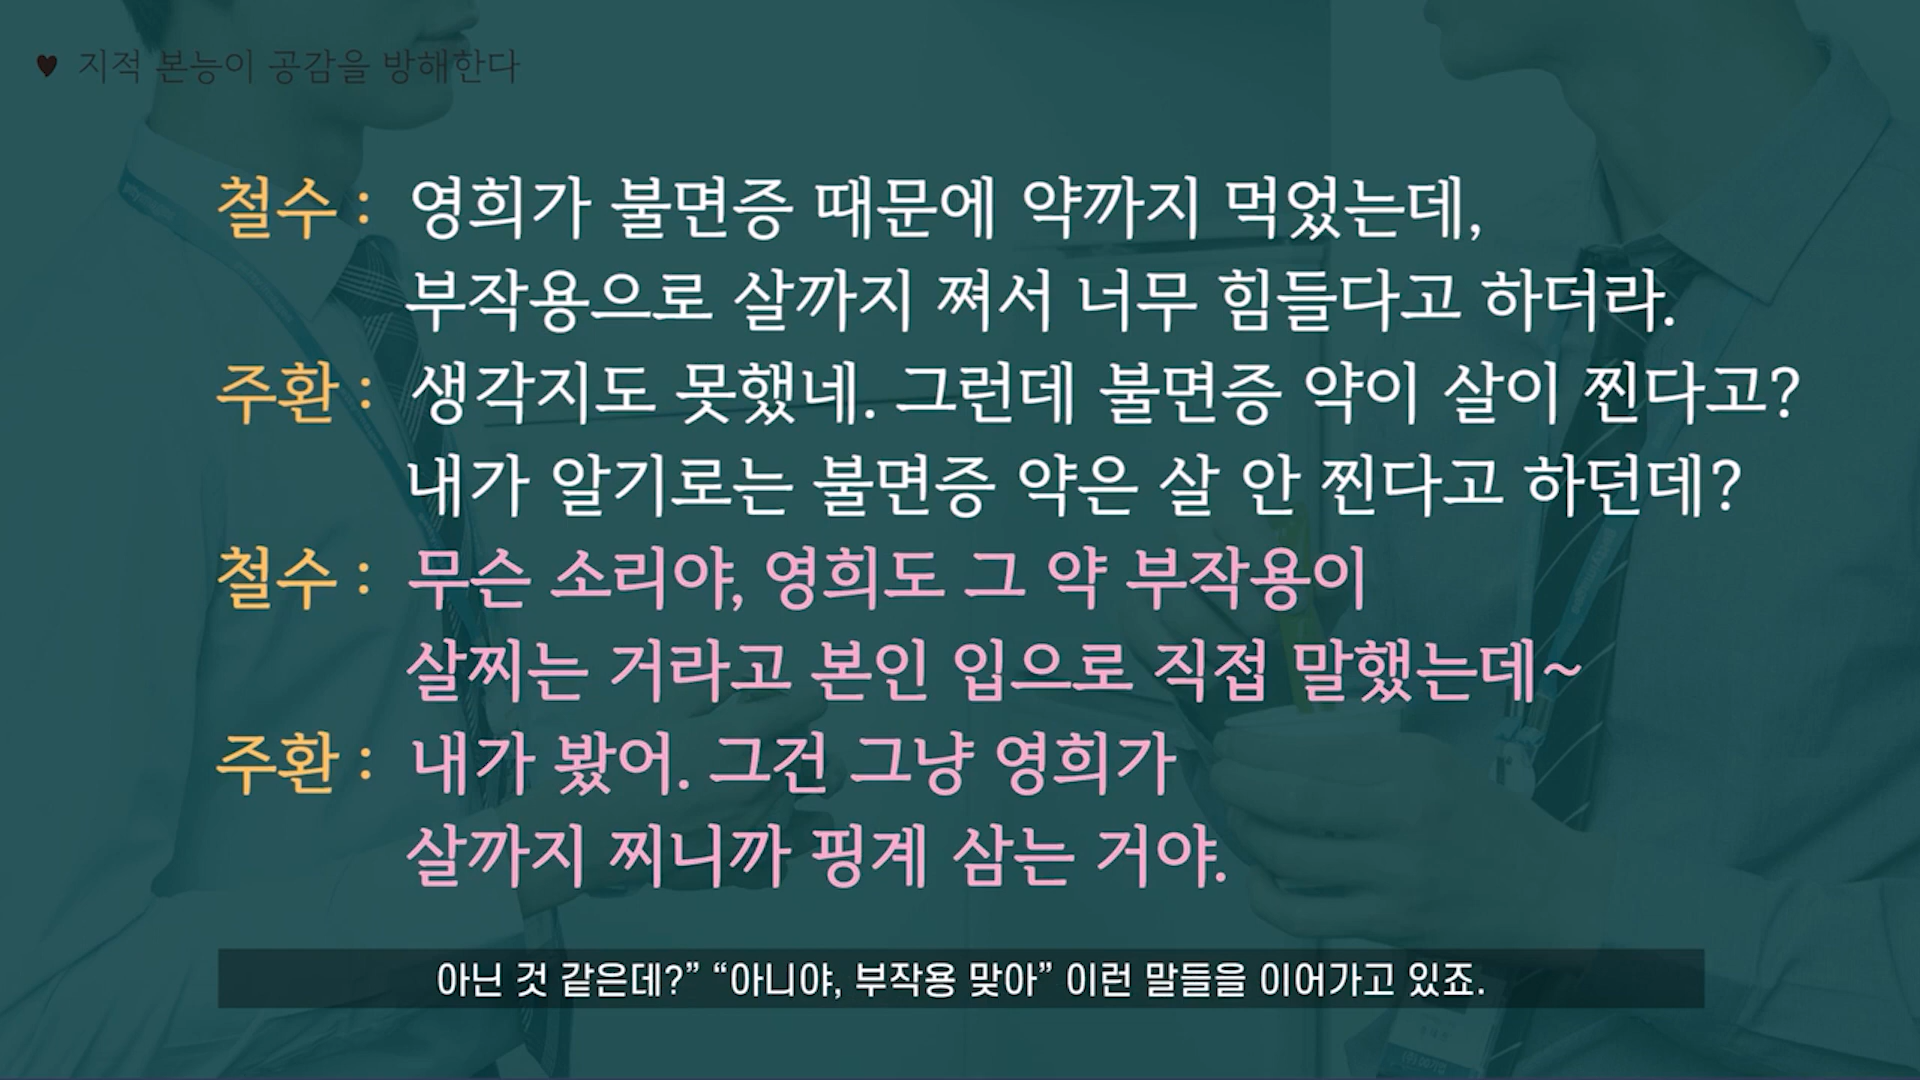 ♥ 지적 본능이 공감을 방해한다
철수 : 영희가 불면증 때문에 약까지 먹었는데,
부작용으로 살까지 쪄서 너무 힘들다고 하더라.
주환 : 생각지도 못했네. 그런데 불면증 약이 살이 찐다고?
내가 알기로는 불면증 약은 살 안 찐다고 하던데?
철수 : 무슨 소리야, 영희도 그 약 부작용이
살찌는 거라고 본인 입으로 직접 말했는데~
주환 : 내가 봤어. 그건 그냥 영희가
살까지 찌니까 핑계 삼는 거야.
아닌 것 같은데?” “아니야, 부작용 맞아” 이런 말들을 이어가고 있죠.